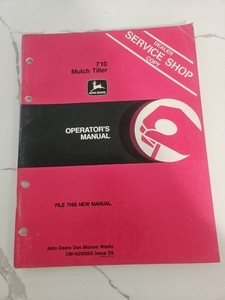 DEALER
SERVICE SHOP
COPY
710
Mulch Tiller
JOHN DEERE
OPERATOR'S
MANUAL
FILE THIS NEW MANUAL.
John Deere Des Moines Works
Issue